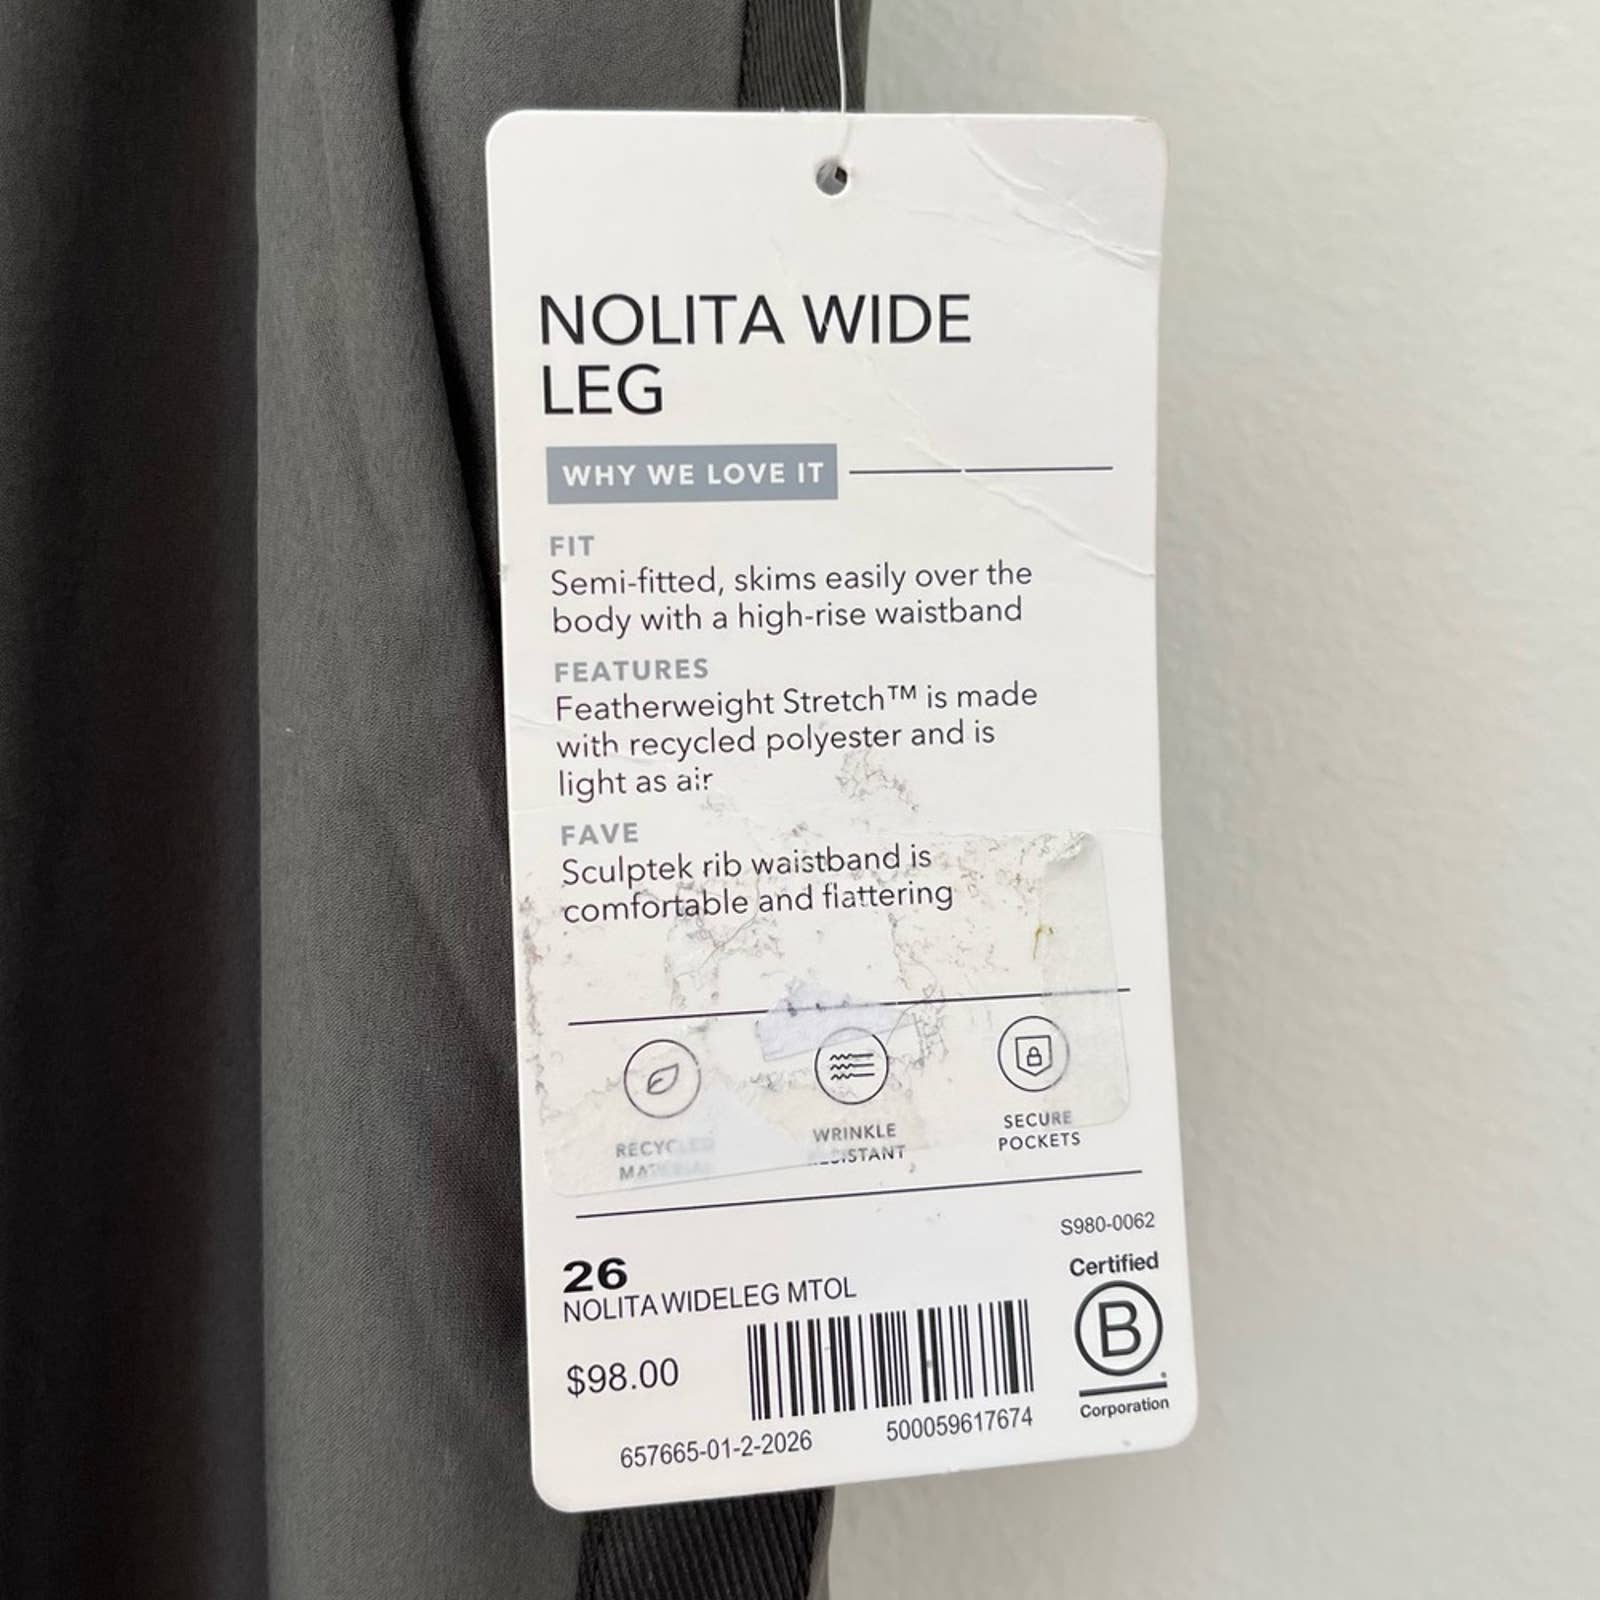 NOLITA WIDE
LEG
WHY WE LOVE IT
FIT
Semi-fitted, skims easily over the
body with a high-rise waistband
FEATURES
Featherweight Stretch™ is made
with recycled polyester and is
light as air
FAVE
Sculptek rib waistband is
comfortable and flattering
RECYCLED
MATERIAL
WRINKLE
RESISTANT
SECURE
POCKETS
S980-0062
26
NOLITA WIDELEG MTOL
$98.00
657665-01-2-2026
500059617674
Certified
B
Corporation